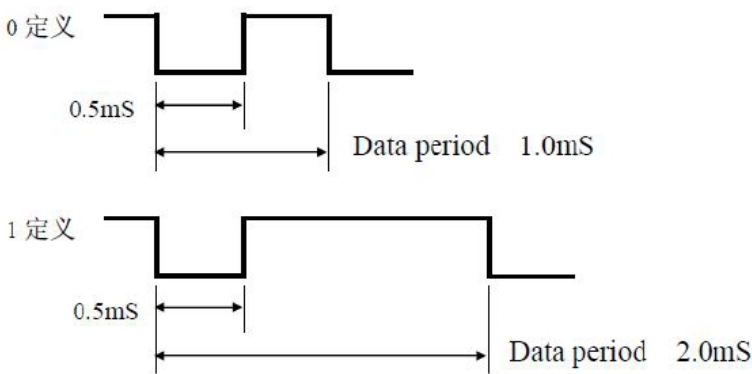 0 定义
0.5mS
Data period 1.0mS
1 定义
0.5mS
Data period 2.0mS